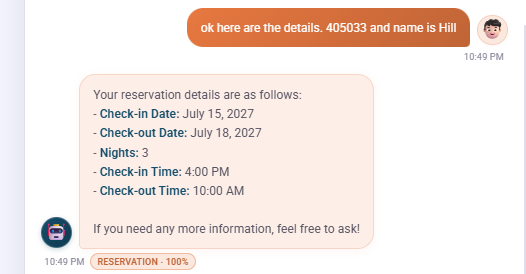 ok here are the details. 405033 and name is Hill
10:49 PM
Your reservation details are as follows:
- Check-in Date: July 15, 2027
- Check-out Date: July 18, 2027
- Nights: 3
- Check-in Time: 4:00 PM
- Check-out Time: 10:00 AM
If you need any more information, feel free to ask!
10:49 PM RESERVATION · 100%